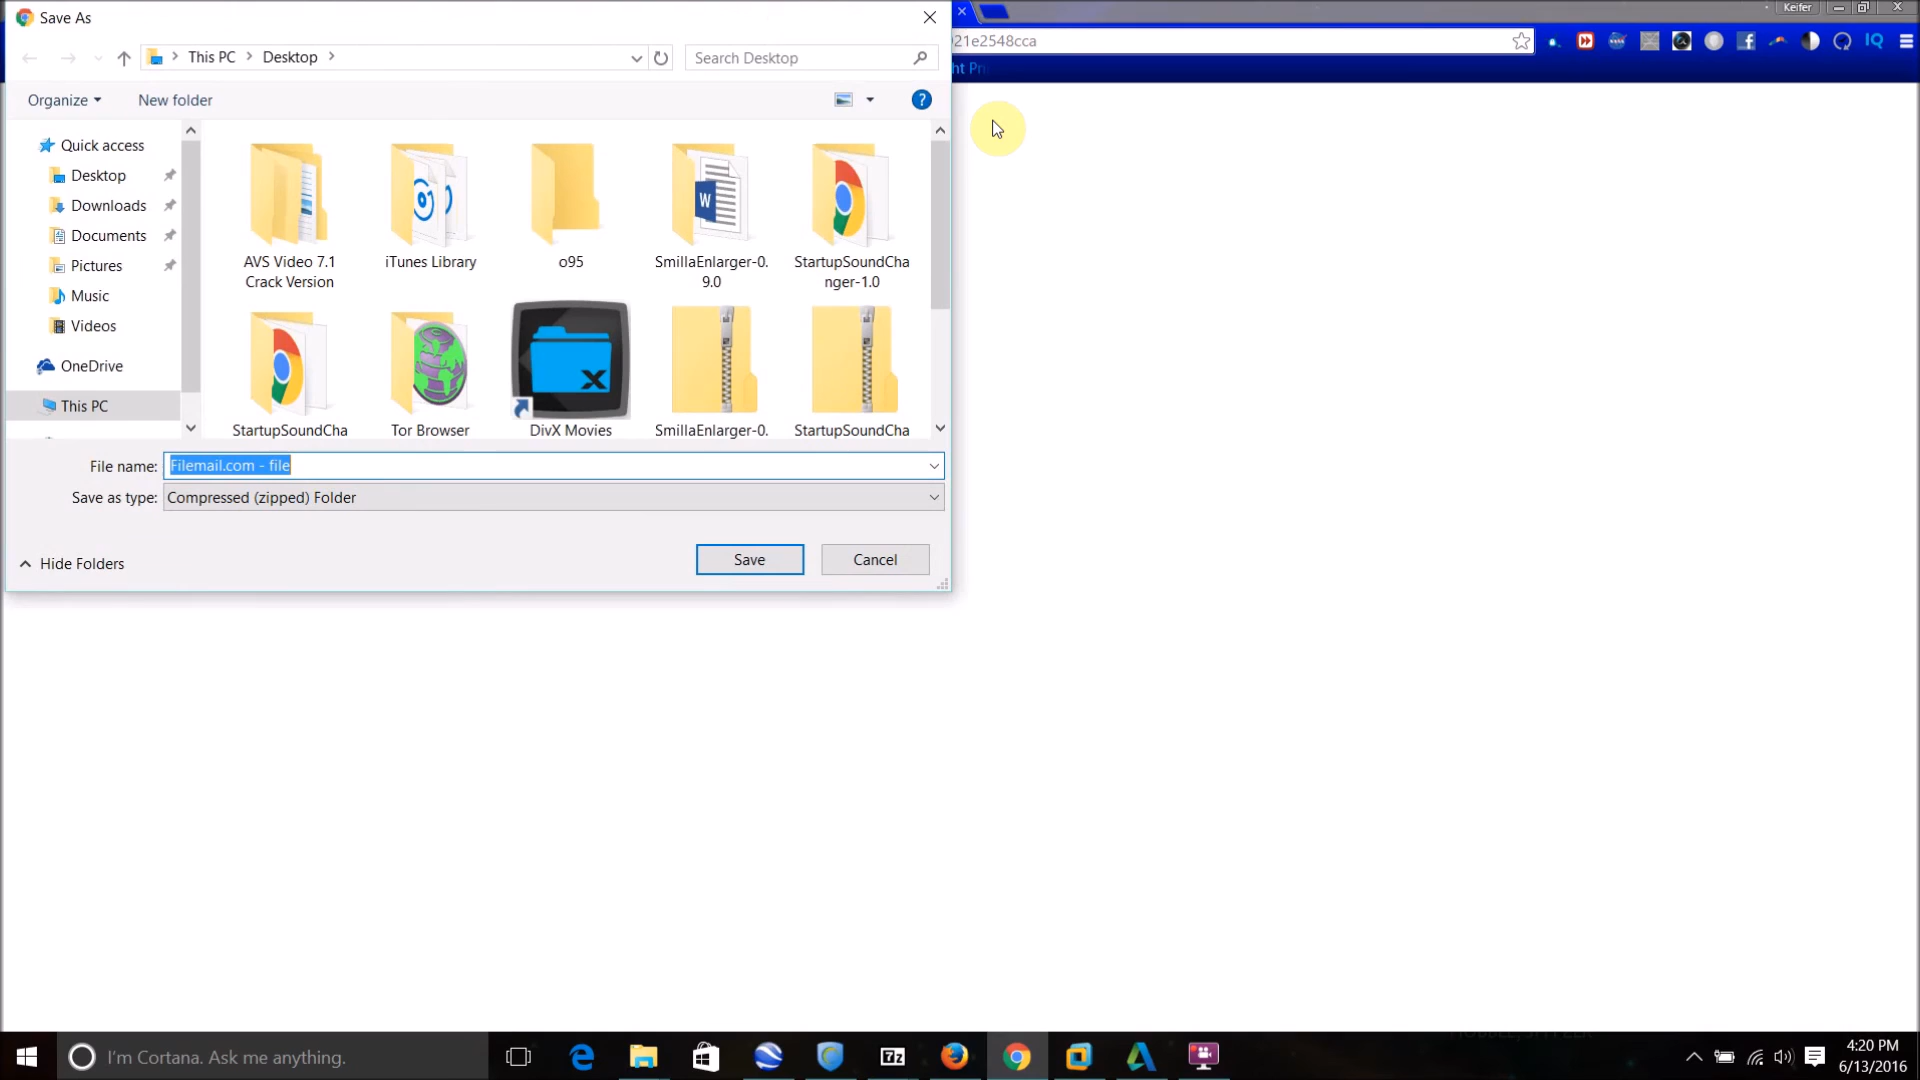 Save As
Keifer
This PC
Desktop
Search Desktop
21e2548cca
ht Pri
Organize
New folder
?
Quick access
Desktop
Downloads
Documents
Pictures
Music
Videos
OneDrive
This PC
AVS Video 7.1
Crack Version
iTunes Library
o95
SmillaEnlarger-0.
9.0
StartupSoundCha
nger-1.0
StartupSoundCha
Tor Browser
DivX Movies
SmillaEnlarger-0.
StartupSoundCha
File name:
Filemail.com - file
Save as type:
Compressed (zipped) Folder
Hide Folders
Save
Cancel
I'm Cortana. Ask me anything.
7z
4:20 PM
6/13/2016